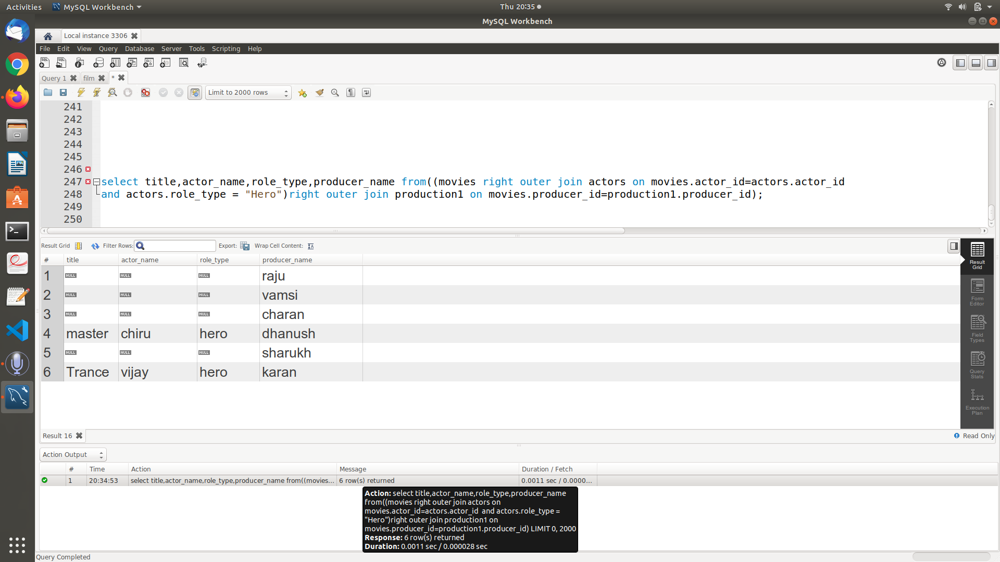 Activities MySQL Workbench Thu 20:35
MySQL Workbench
Local instance 3306
File Edit View Query Database Server Tools Scripting Help
Query 1 film *
Limit to 2000 rows
241
242
243
244
245
246
247 select title,actor_name,role_type,producer_name from((movies right outer join actors on movies.actor_id=actors.actor_id
248 and actors.role_type = "Hero")right outer join production1 on movies.producer_id=production1.producer_id);
249
250
Result Grid Filter Rows: Export: Wrap Cell Content:
# title actor_name role_type producer_name
1 NULL NULL NULL raju
2 NULL NULL NULL vamsi
3 NULL NULL NULL charan
4 master chiru hero dhanush
5 NULL NULL NULL sharukh
6 Trance vijay hero karan
Result
Grid
Form
Editor
Field
Types
Query
Stats
Execution
Plan
Result 16 Read Only
Action Output
# Time Action Message Duration / Fetch
1 20:34:53 select title,actor_name,role_type,producer_name from((movies... 6 row(s) returned 0.0011 sec / 0.0000...
Action: select title,actor_name,role_type,producer_name
from((movies right outer join actors on
movies.actor_id=actors.actor_id and actors.role_type =
"Hero")right outer join production1 on
movies.producer_id=production1.producer_id) LIMIT 0, 2000
Response: 6 row(s) returned
Duration: 0.0011 sec / 0.000028 sec
Query Completed